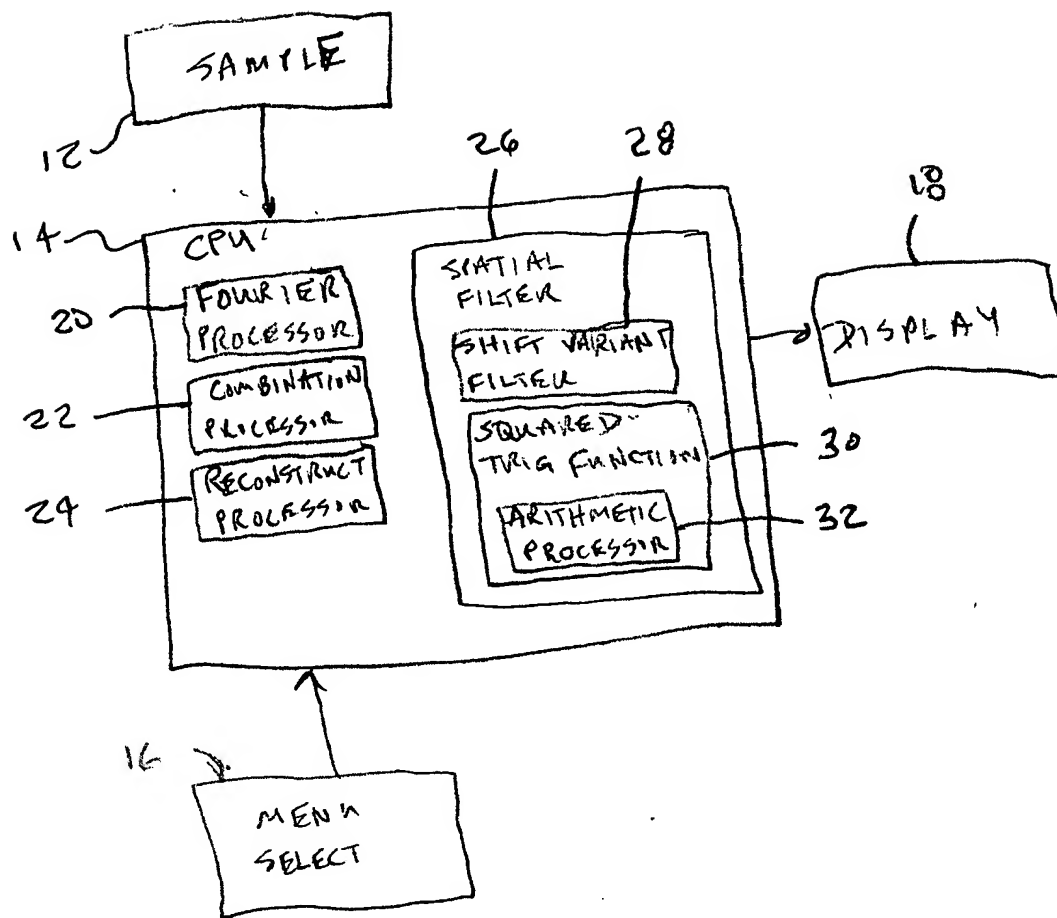 SAMPLE
12
26
28
18
14
CPU
20
FOURIER
PROCESSOR
SPATIAL
FILTER
SHIFT VARIANT
FILTER
DISPLAY
22
COMBINATION
PROCESSOR
SQUARED
TRIG FUNCTION
30
24
RECONSTRUCT
PROCESSOR
ARITHMETIC
PROCESSOR
32
16
MENU
SELECT